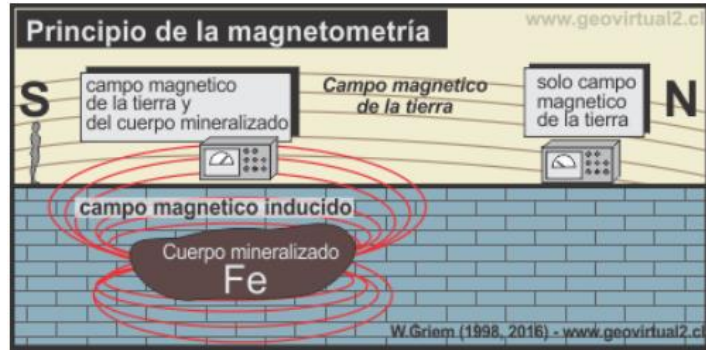 Principio de la magnetometría
www.geovirtual2.cl
S
campo magnetico
de la tierra y
del cuerpo mineralizado
Campo magnetico
de la tierra
solo campo
magnetico
de la tierra
N
campo magnetico inducido
Cuerpo mineralizado
Fe
W.Griem (1998, 2016) - www.geovirtual2.cl